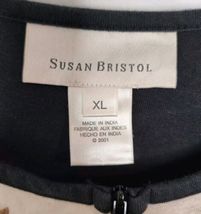 SUSAN BRISTOL
XL
MADE IN INDIA
FABRIQUE AUX INDES
HECHO EN INDIA
© 2001